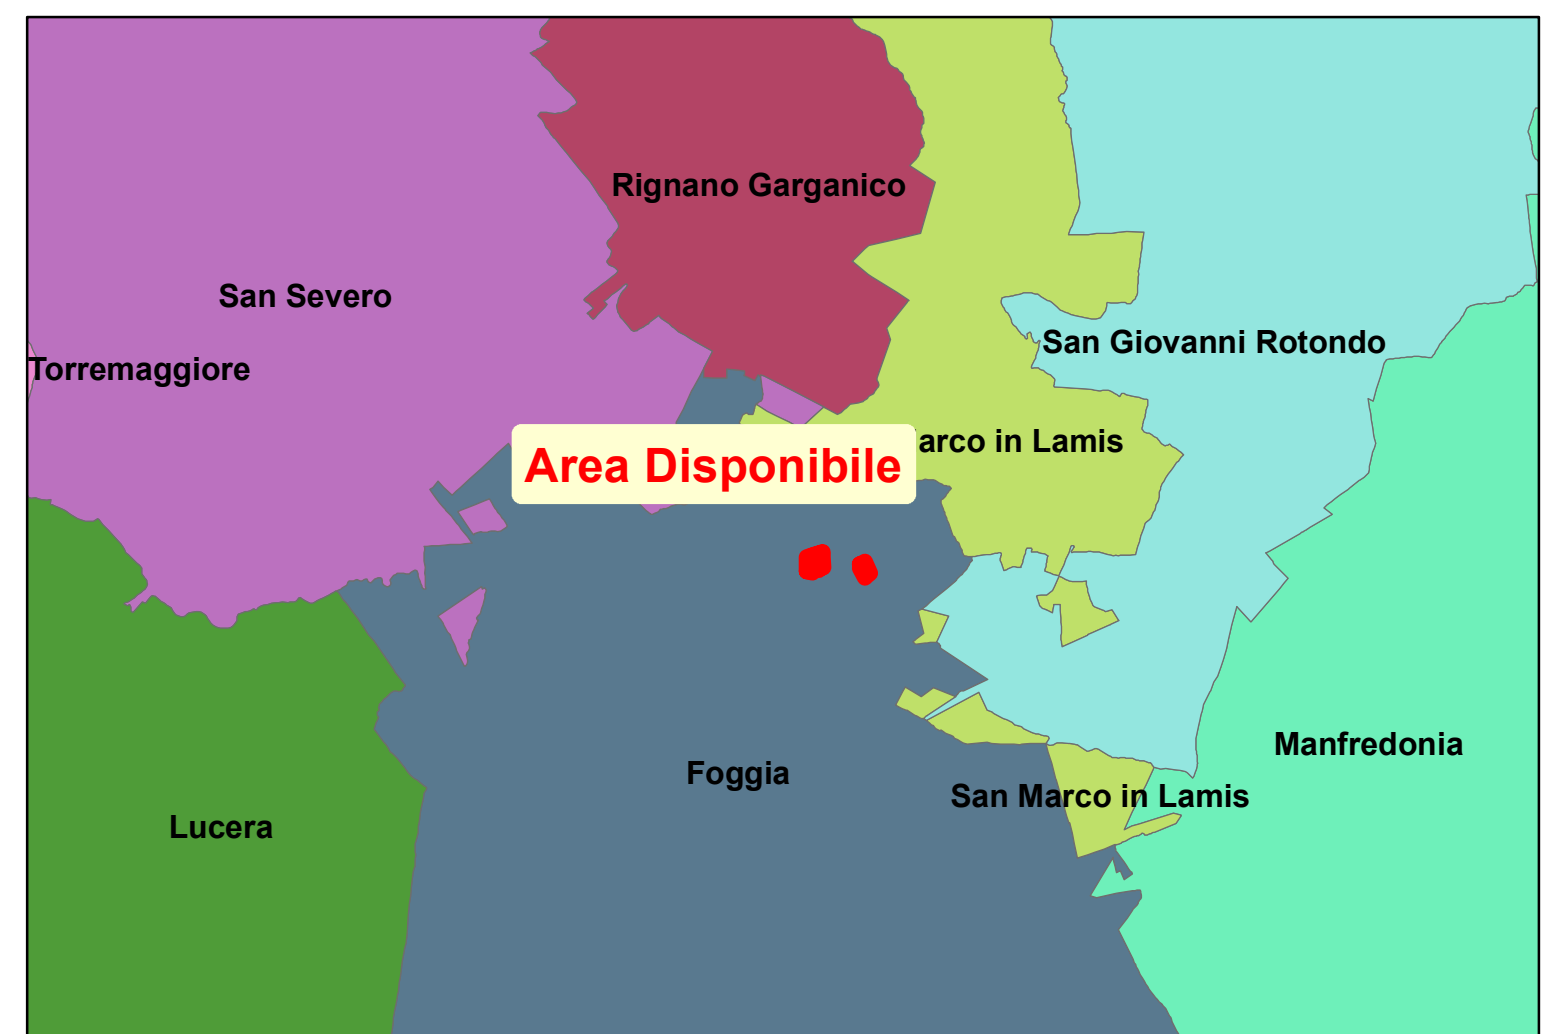 Rignano Garganico
San Severo
San Giovanni Rotondo
Torremaggiore
arco in Lamis
Area Disponibile
Manfredonia
Foggia
San Marco in Lamis
Lucera